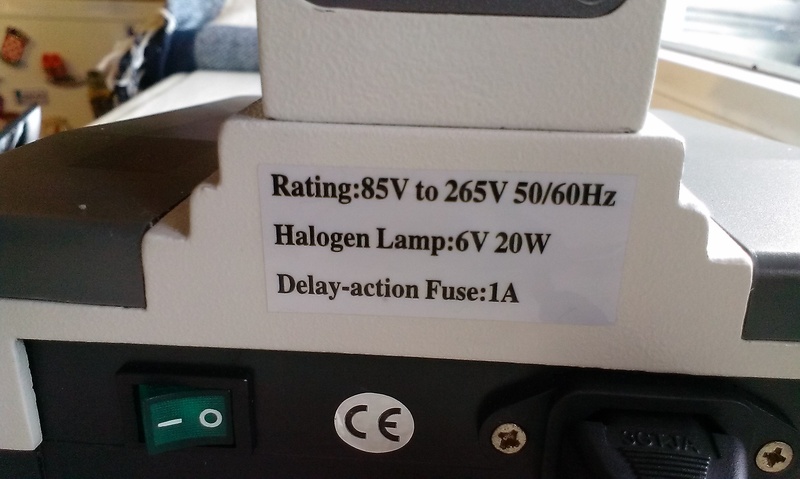 Rating:85V to 265V 50/60Hz
Halogen Lamp:6V 20W
Delay-action Fuse:1A
– O
CE